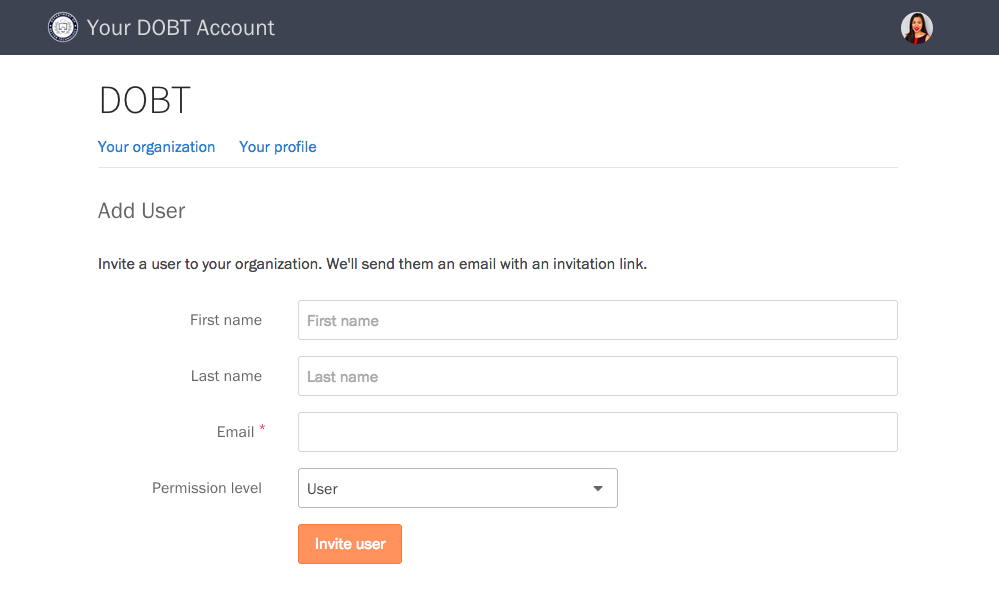 Your DOBT Account
DOBT
Your organization Your profile
Add User
Invite a user to your organization. We'll send them an email with an invitation link.
First name First name
Last name Last name
Email *
Permission level User
Invite user